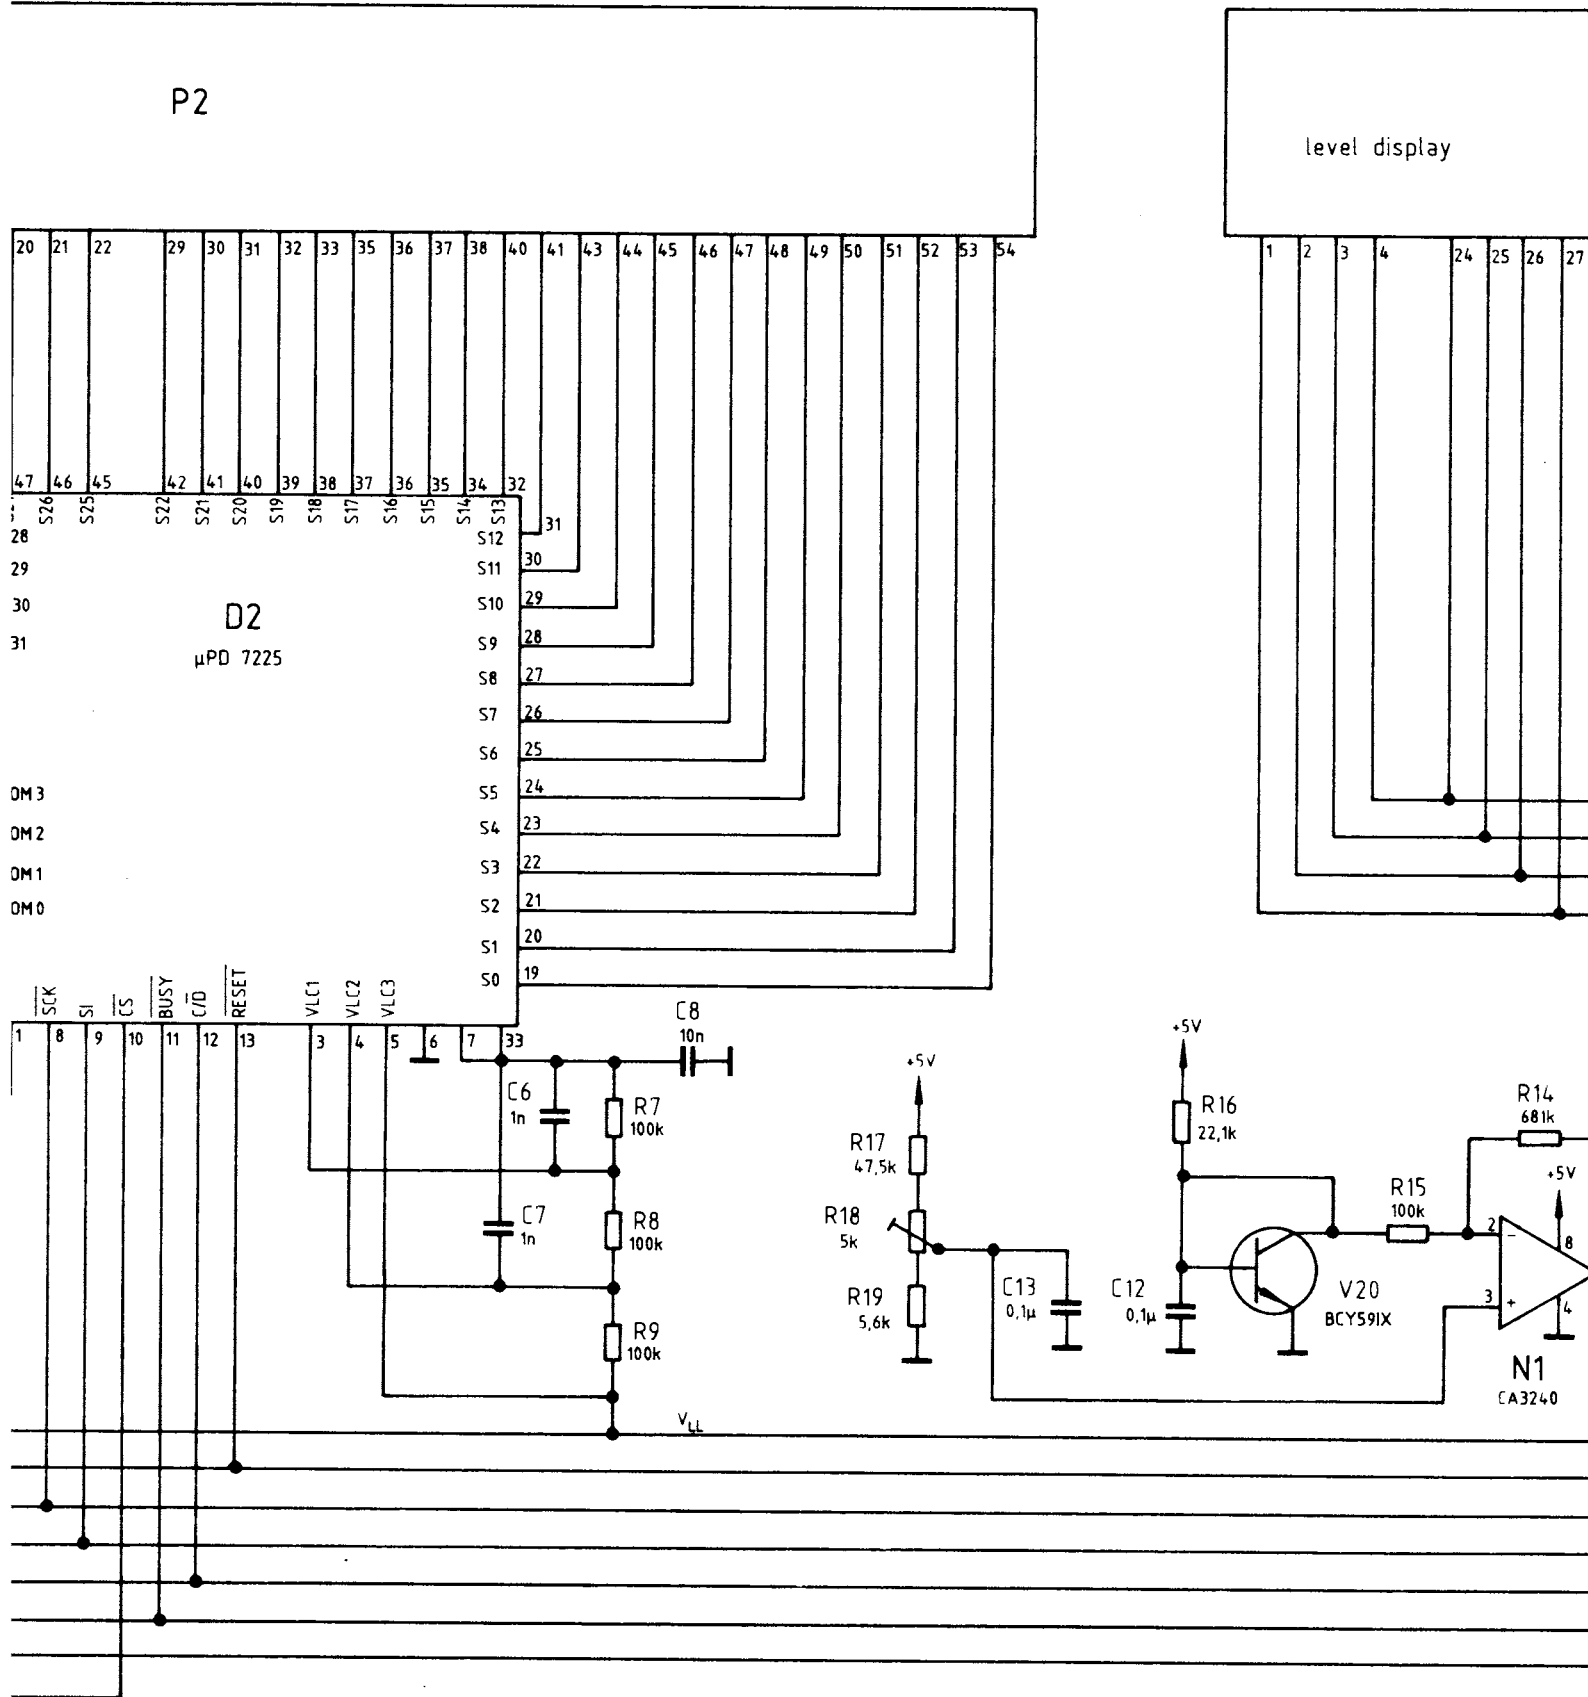 P2
level display
20 21 22 29 30 31 32 33 35 36 37 38 40 41 43 44 45 46 47 48 49 50 51 52 53 54
1 2 3 4 24 25 26 27
47 46 45 42 41 40 39 38 37 36 35 34 32
S26 S25 S22 S21 S20 S19 S18 S17 S16 S15 S14 S13
28
29
30
31
D2
µPD 7225
S12 31
S11 30
S10 29
S9 28
S8 27
S7 26
S6 25
S5 24
S4 23
S3 22
S2 21
S1 20
S0 19
OM3
OM2
OM1
OM0
SCK SI CS BUSY C/D RESET VLC1 VLC2 VLC3
1 8 9 10 11 12 13 3 4 5 6 7 33
C8
10n
C6
1n
R7
100k
C7
1n
R8
100k
R9
100k
VLL
+5V
R17
47,5k
R18
5k
R19
5,6k
C13
0,1µ
+5V
R16
22,1k
C12
0,1µ
V20
BCY59IX
R15
100k
R14
681k
+5V
2
-
8
3
+
4
N1
CA3240